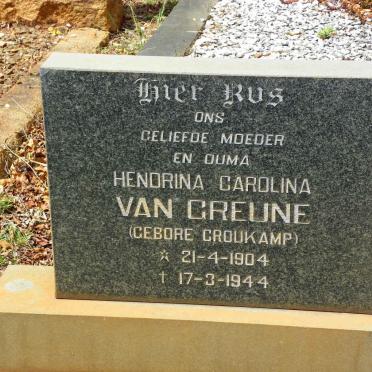 Hier Rus
ONS
GELIEFDE MOEDER
EN OUMA
HENDRINA CAROLINA
VAN GREUNE
(GEBORE GROUKAMP)
* 21-4-1904
† 17-3-1944